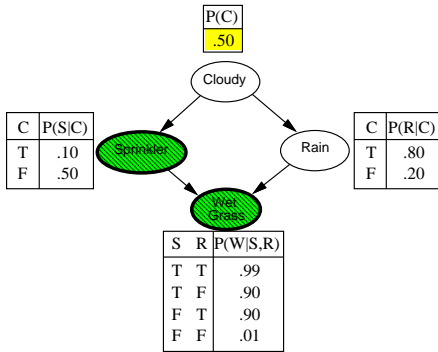 P(C)
.50
Cloudy
C P(S|C)
T .10
F .50
Sprinkler
Rain
C P(R|C)
T .80
F .20
Wet
Grass
S R P(W|S,R)
T T .99
T F .90
F T .90
F F .01